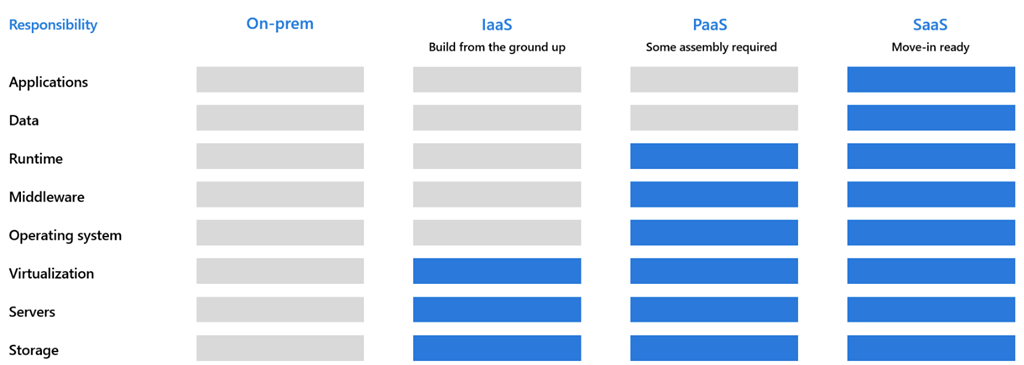 Responsibility
On-prem
IaaS
PaaS
SaaS
Build from the ground up
Some assembly required
Move-in ready
Applications
Data
Runtime
Middleware
Operating system
Virtualization
Servers
Storage